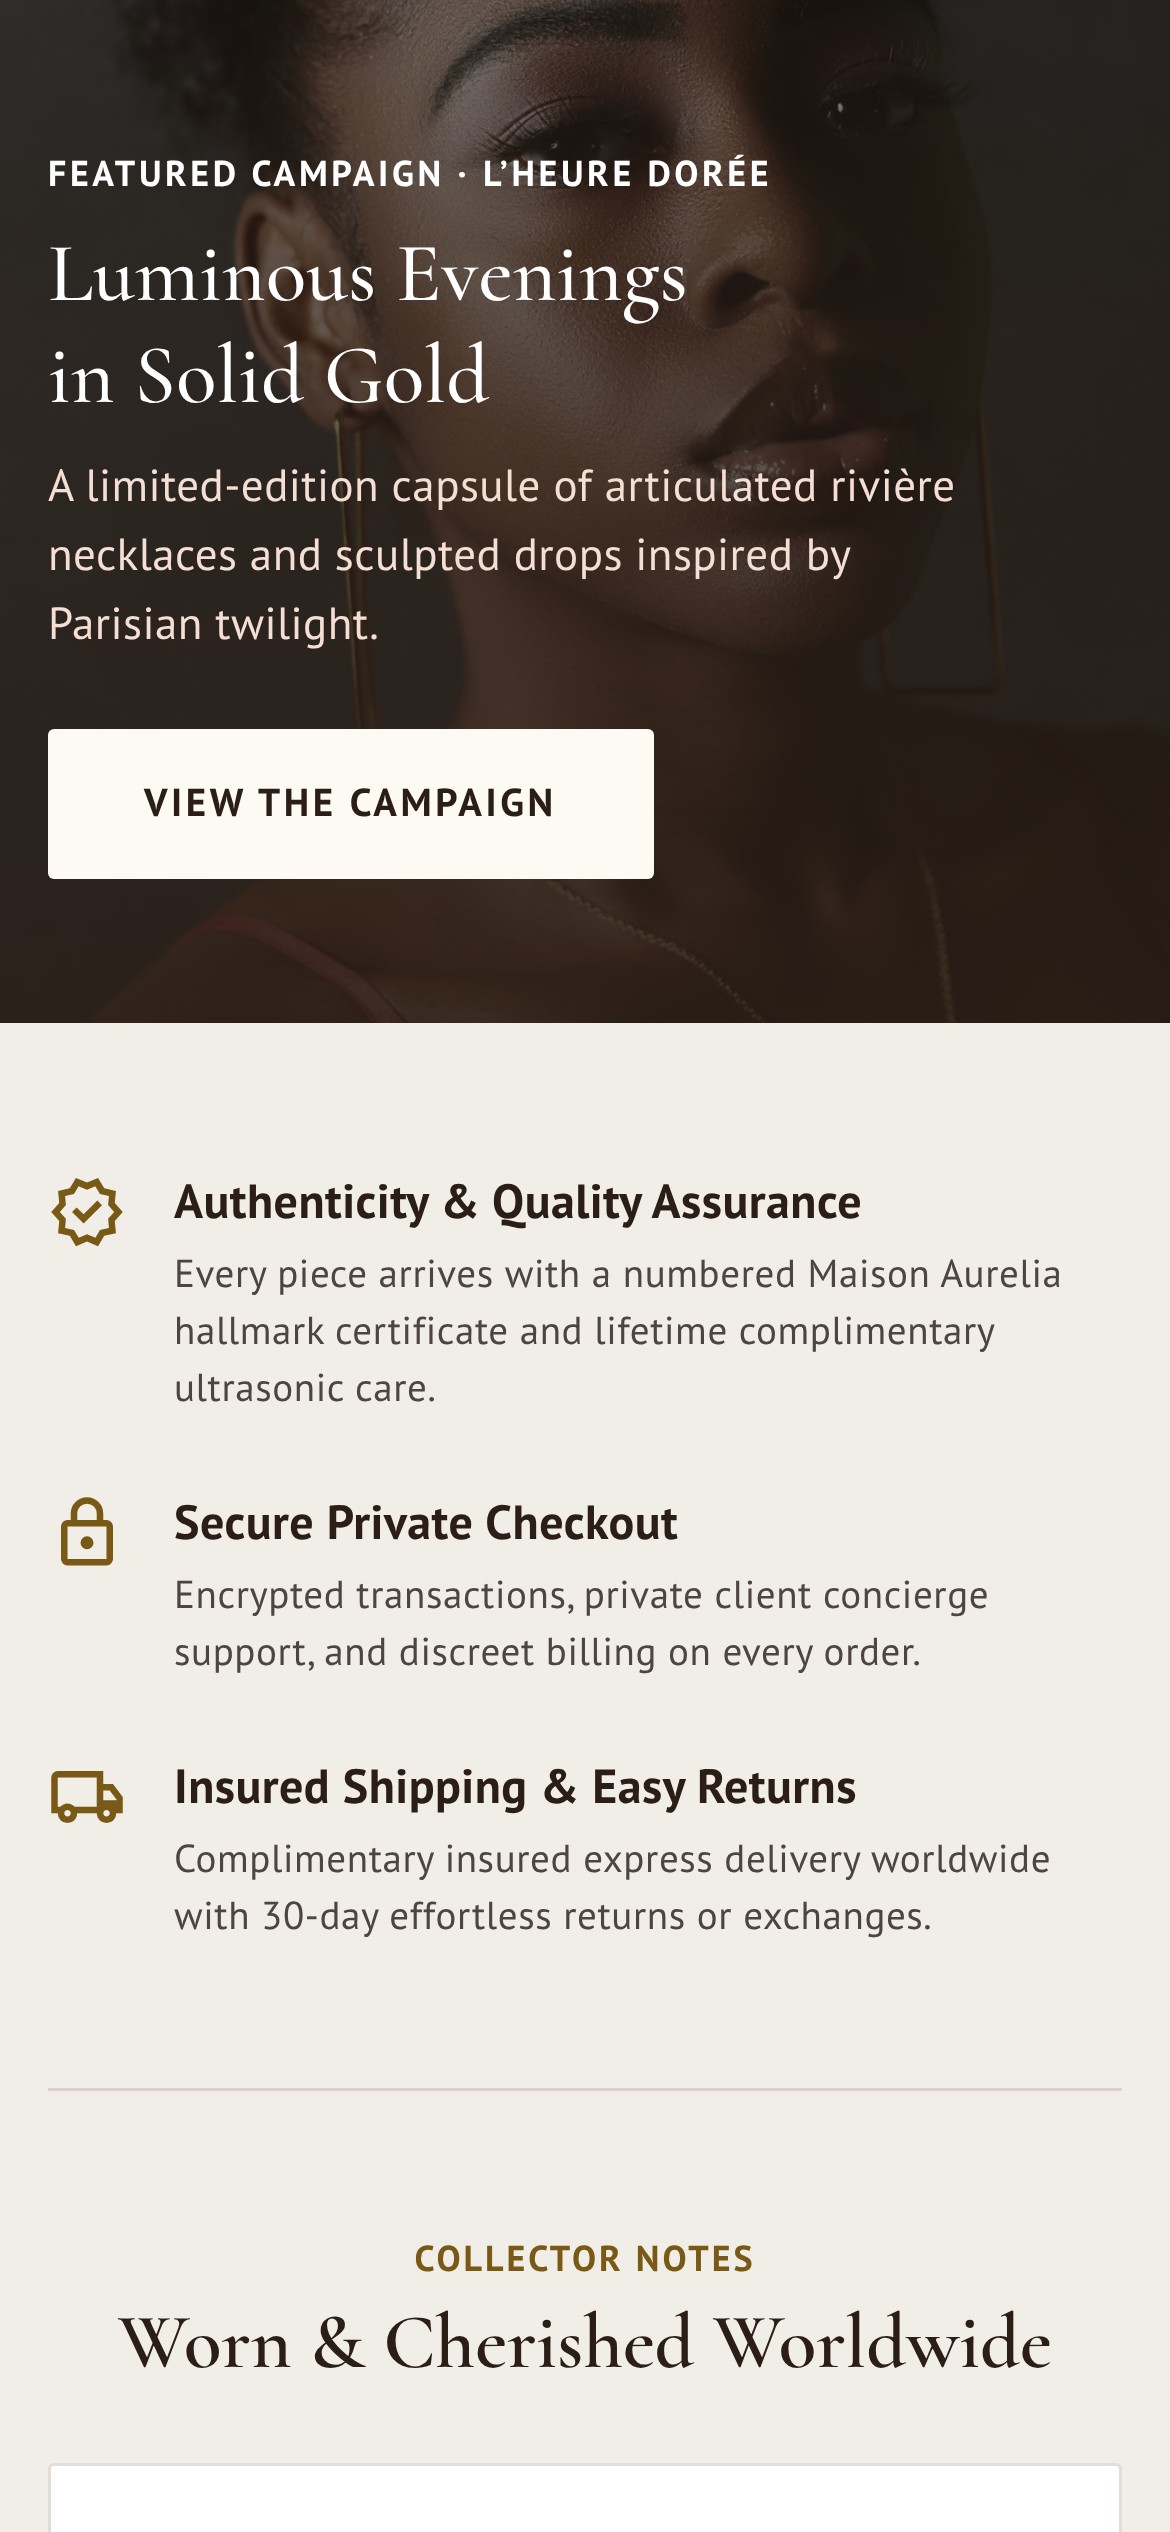 FEATURED CAMPAIGN · L’HEURE DORÉE
Luminous Evenings
in Solid Gold
A limited-edition capsule of articulated rivière
necklaces and sculpted drops inspired by
Parisian twilight.
VIEW THE CAMPAIGN
Authenticity & Quality Assurance
Every piece arrives with a numbered Maison Aurelia
hallmark certificate and lifetime complimentary
ultrasonic care.
Secure Private Checkout
Encrypted transactions, private client concierge
support, and discreet billing on every order.
Insured Shipping & Easy Returns
Complimentary insured express delivery worldwide
with 30-day effortless returns or exchanges.
COLLECTOR NOTES
Worn & Cherished Worldwide